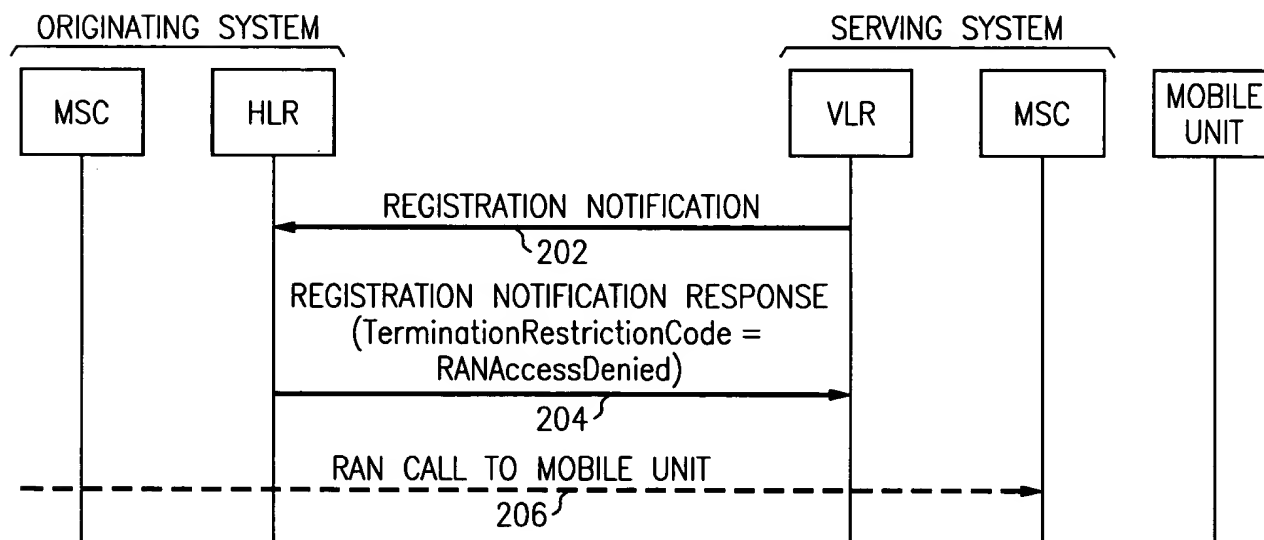 ORIGINATING SYSTEM
SERVING SYSTEM
MSC
HLR
VLR
MSC
MOBILE
UNIT
REGISTRATION NOTIFICATION
202
REGISTRATION NOTIFICATION RESPONSE
(TerminationRestrictionCode =
RANAccessDenied)
204
RAN CALL TO MOBILE UNIT
206